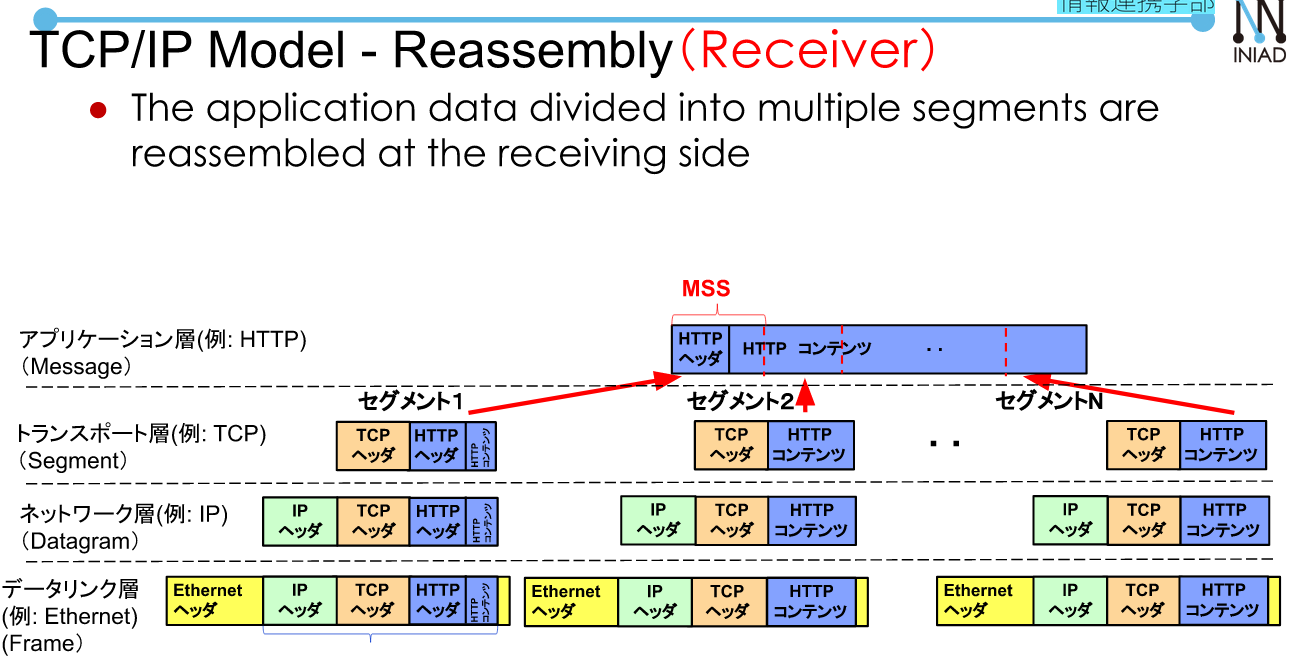 情報連携学部
INIAD
TCP/IP Model - Reassembly（Receiver）
● The application data divided into multiple segments are
reassembled at the receiving side
MSS
アプリケーション層(例: HTTP)
（Message）
HTTP
ヘッダ
HTTP コンテンツ ・・
セグメント1
セグメント2
セグメントN
トランスポート層(例: TCP)
（Segment）
TCP
ヘッダ
HTTP
ヘッダ
HTTP
コンテンツ
TCP
ヘッダ
HTTP
コンテンツ
・・
TCP
ヘッダ
HTTP
コンテンツ
ネットワーク層(例: IP)
（Datagram）
IP
ヘッダ
TCP
ヘッダ
HTTP
ヘッダ
HTTP
コンテンツ
IP
ヘッダ
TCP
ヘッダ
HTTP
コンテンツ
IP
ヘッダ
TCP
ヘッダ
HTTP
コンテンツ
データリンク層
(例: Ethernet)
(Frame）
Ethernet
ヘッダ
IP
ヘッダ
TCP
ヘッダ
HTTP
ヘッダ
HTTP
コンテンツ
Ethernet
ヘッダ
IP
ヘッダ
TCP
ヘッダ
HTTP
コンテンツ
Ethernet
ヘッダ
IP
ヘッダ
TCP
ヘッダ
HTTP
コンテンツ